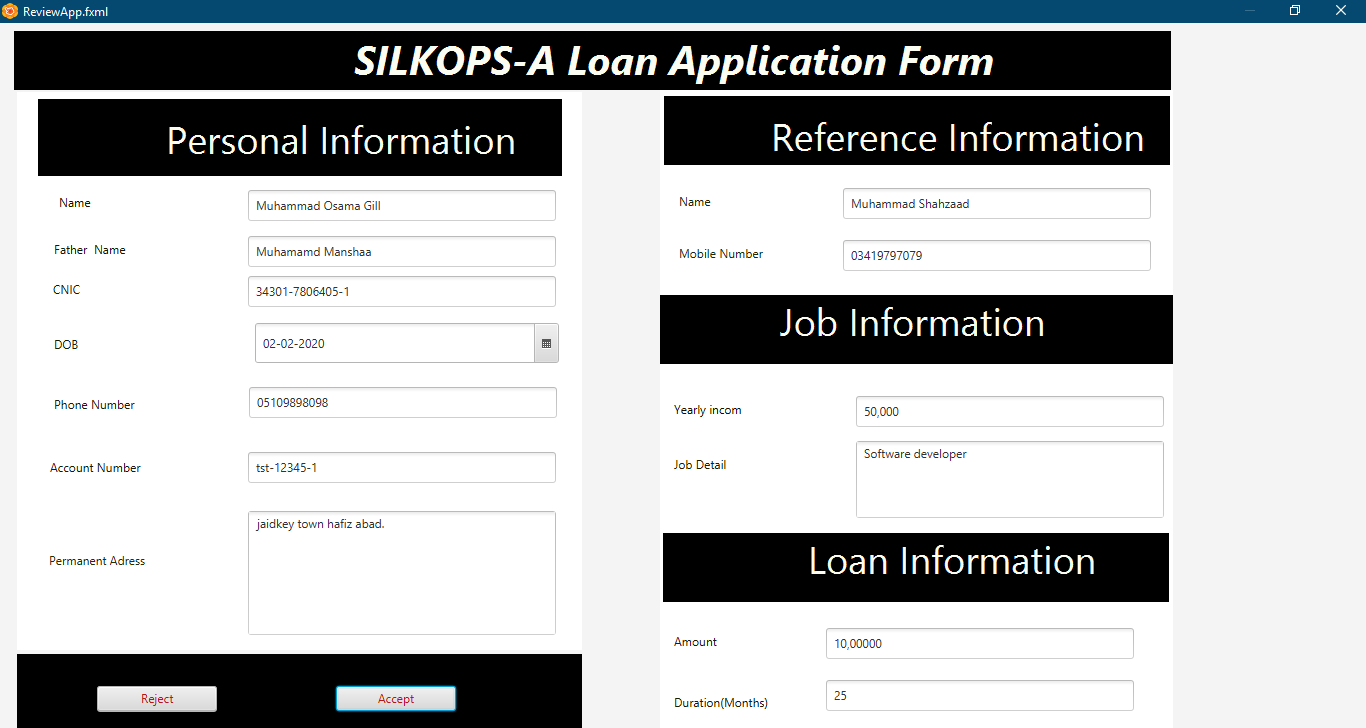 ReviewApp.fxml
SILKOPS-A Loan Application Form
Personal Information
Name Muhammad Osama Gill
Father Name Muhamamd Manshaa
CNIC 34301-7806405-1
DOB 02-02-2020
Phone Number 05109898098
Account Number tst-12345-1
Permanent Adress jaidkey town hafiz abad.
Reject Accept
Reference Information
Name Muhammad Shahzaad
Mobile Number 03419797079
Job Information
Yearly incom 50,000
Job Detail Software developer
Loan Information
Amount 10,00000
Duration(Months) 25